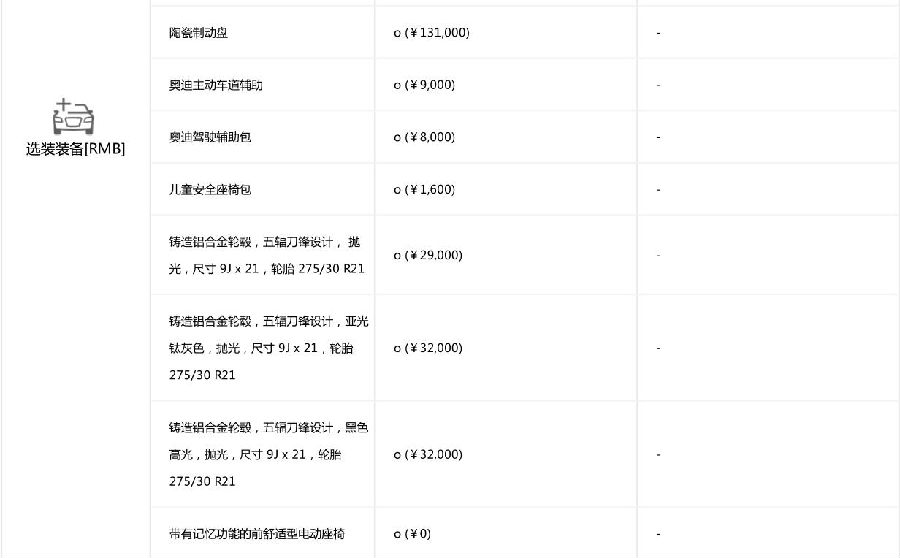 陶瓷制动盘
o (¥131,000)
-
奥迪主动车道辅助
o (¥9,000)
-
奥迪驾驶辅助包
o (¥8,000)
-
选装装备[RMB]
儿童安全座椅包
o (¥1,600)
-
铸造铝合金轮毂，五辐刀锋设计， 抛
光，尺寸 9J x 21，轮胎 275/30 R21
o (¥29,000)
-
铸造铝合金轮毂，五辐刀锋设计，亚光
钛灰色，抛光，尺寸 9J x 21，轮胎
275/30 R21
o (¥32,000)
-
铸造铝合金轮毂，五辐刀锋设计，黑色
高光，抛光，尺寸 9J x 21，轮胎
275/30 R21
o (¥32,000)
-
带有记忆功能的前舒适型电动座椅
o (¥0)
-